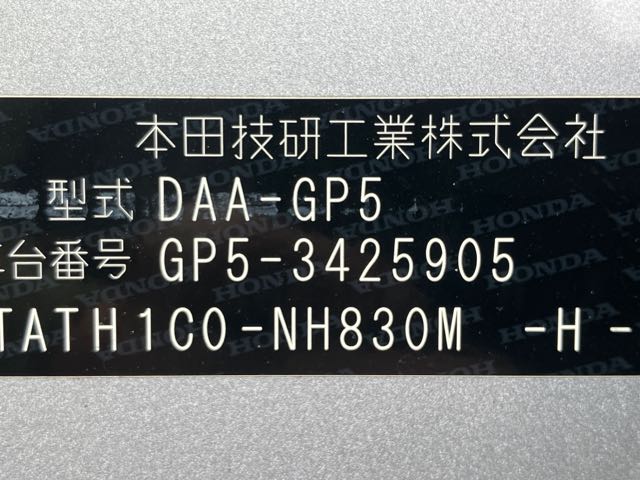 本田技研工業株式会社
型式 DAA-GP5
台番号 GP5-3425905
TATH1C0-NH830M -H-